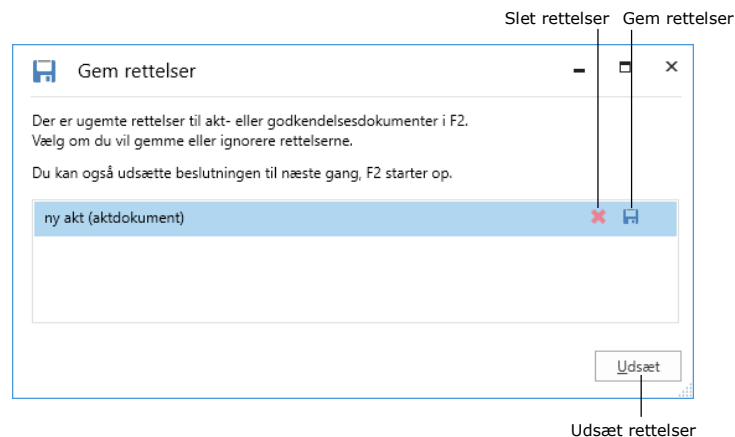 Slet rettelser Gem rettelser
Gem rettelser
Der er ugemte rettelser til akt- eller godkendelsesdokumenter i F2.
Vælg om du vil gemme eller ignorere rettelserne.
Du kan også udsætte beslutningen til næste gang, F2 starter op.
ny akt (aktdokument)
Udsæt
Udsæt rettelser